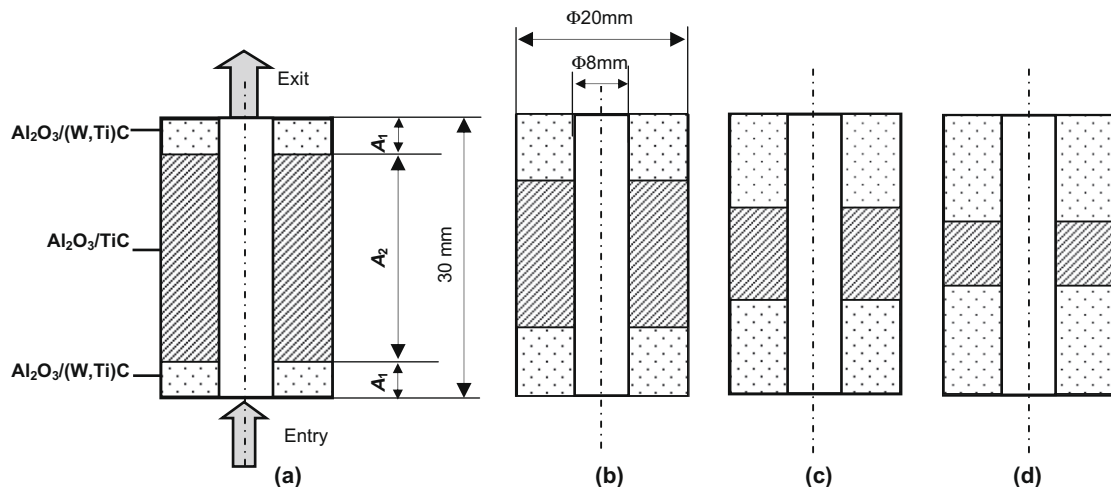 Φ20mm
Φ8mm
Exit
Al₂O₃/(W,Ti)C
A₁
Al₂O₃/TiC
A₂
30 mm
Al₂O₃/(W,Ti)C
A₁
Entry
(a)
(b)
(c)
(d)